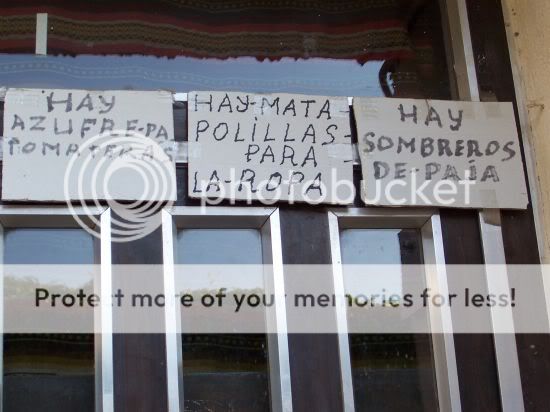 HAY
AZUFRE-PA
TOMATERAS
HAY-MATA-
POLILLAS-
PARA
LA-ROPA
HAY
SOMBREROS
DE-PAJA
photobucket
Protect more of your memories for less!